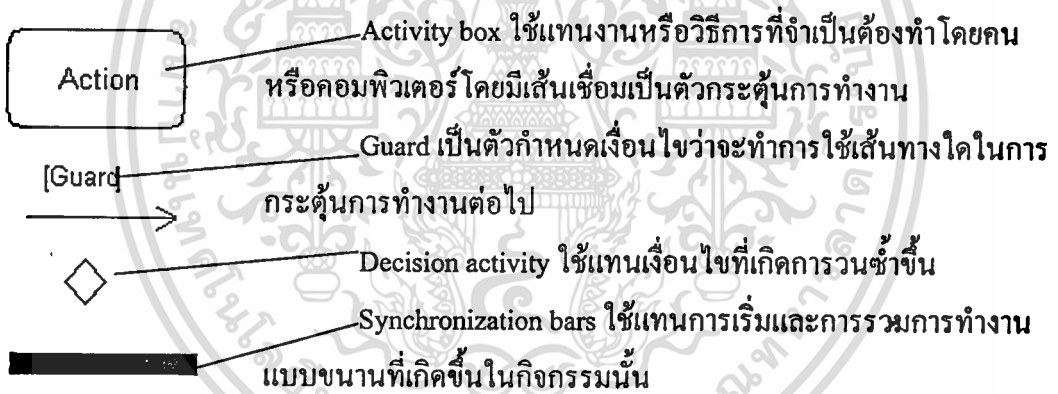 Activity box ใช้แทนงานหรือวิธีการที่จำเป็นต้องทำโดยคน
Action
หรือคอมพิวเตอร์โดยมีเส้นเชื่อมเป็นตัวกระตุ้นการทำงาน
Guard เป็นตัวกำหนดเงื่อนไขว่าจะทำการใช้เส้นทางใดในการ
[Guard]
กระตุ้นการทำงานต่อไป
Decision activity ใช้แทนเงื่อนไขที่เกิดการวนซ้ำขึ้น
Synchronization bars ใช้แทนการเริ่มและการรวมการทำงาน
แบบขนานที่เกิดขึ้นในกิจกรรมนั้น